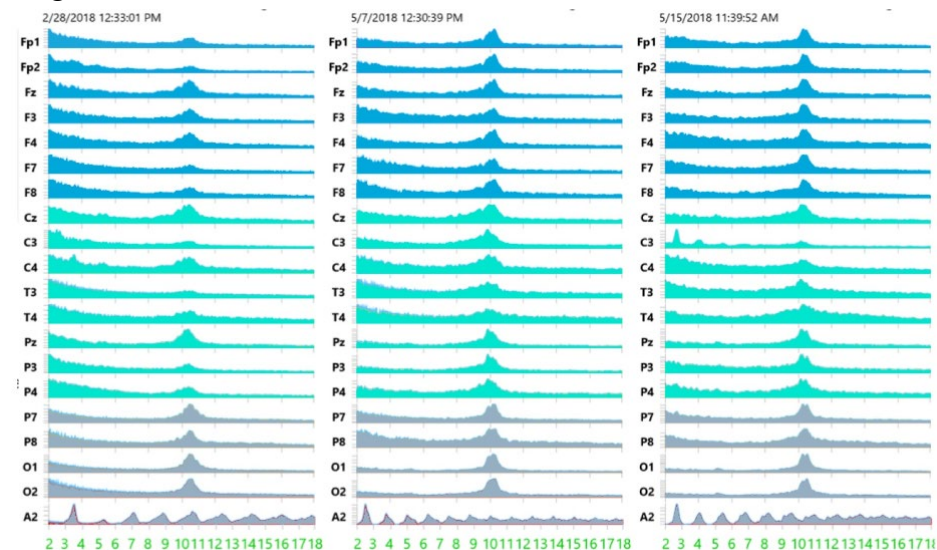 2/28/2018 12:33:01 PM 5/7/2018 12:30:39 PM 5/15/2018 11:39:52 AM
Fp1 Fp1 Fp1
Fp2 Fp2 Fp2
Fz Fz Fz
F3 F3 F3
F4 F4 F4
F7 F7 F7
F8 F8 F8
Cz Cz Cz
C3 C3 C3
C4 C4 C4
T3 T3 T3
T4 T4 T4
Pz Pz Pz
P3 P3 P3
P4 P4 P4
P7 P7 P7
P8 P8 P8
O1 O1 O1
O2 O2 O2
A2 A2 A2
2 3 4 5 6 7 8 9 10 11 12 13 14 15 16 17 18 2 3 4 5 6 7 8 9 10 11 12 13 14 15 16 17 18 2 3 4 5 6 7 8 9 10 11 12 13 14 15 16 17